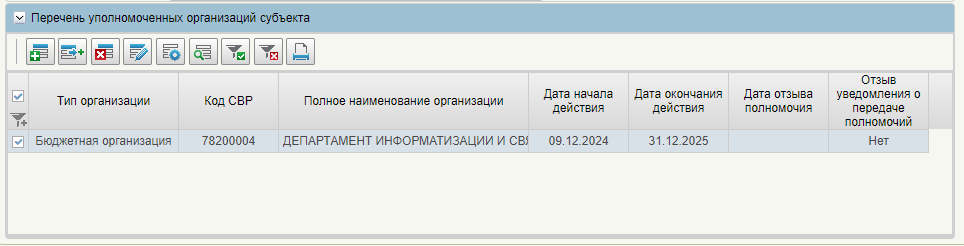 Перечень уполномоченных организаций субъекта
Тип организации
Код СВР
Полное наименование организации
Дата начала
действия
Дата окончания
действия
Дата отзыва
полномочия
Отзыв
уведомления о
передаче
полномочий
Бюджетная организация 78200004 ДЕПАРТАМЕНТ ИНФОРМАТИЗАЦИИ И СВЯ 09.12.2024 31.12.2025 Нет